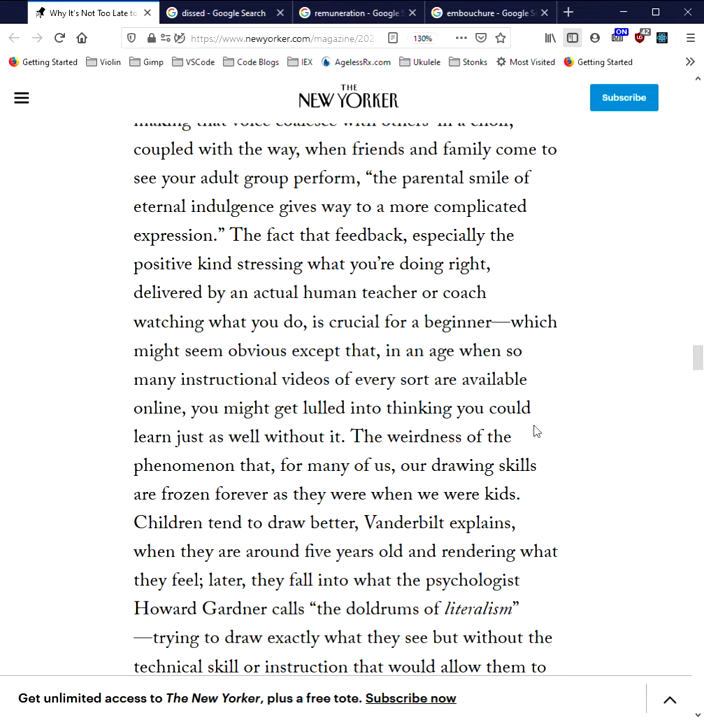 Why It's Not Too Late to
dissed - Google Search
remuneration - Google S
embouchure - Google Se
https://www.newyorker.com/magazine/202
130%
ON
Getting Started
Violin
Gimp
VSCode
Code Blogs
IEX
AgelessRx.com
Ukulele
Stonks
Most Visited
Getting Started
THE
NEW YORKER
Subscribe
making that voice coalesce with others in a choir,
coupled with the way, when friends and family come to
see your adult group perform, “the parental smile of
eternal indulgence gives way to a more complicated
expression.” The fact that feedback, especially the
positive kind stressing what you’re doing right,
delivered by an actual human teacher or coach
watching what you do, is crucial for a beginner—which
might seem obvious except that, in an age when so
many instructional videos of every sort are available
online, you might get lulled into thinking you could
learn just as well without it. The weirdness of the
phenomenon that, for many of us, our drawing skills
are frozen forever as they were when we were kids.
Children tend to draw better, Vanderbilt explains,
when they are around five years old and rendering what
they feel; later, they fall into what the psychologist
Howard Gardner calls “the doldrums of literalism”
—trying to draw exactly what they see but without the
technical skill or instruction that would allow them to
Get unlimited access to The New Yorker, plus a free tote. Subscribe now